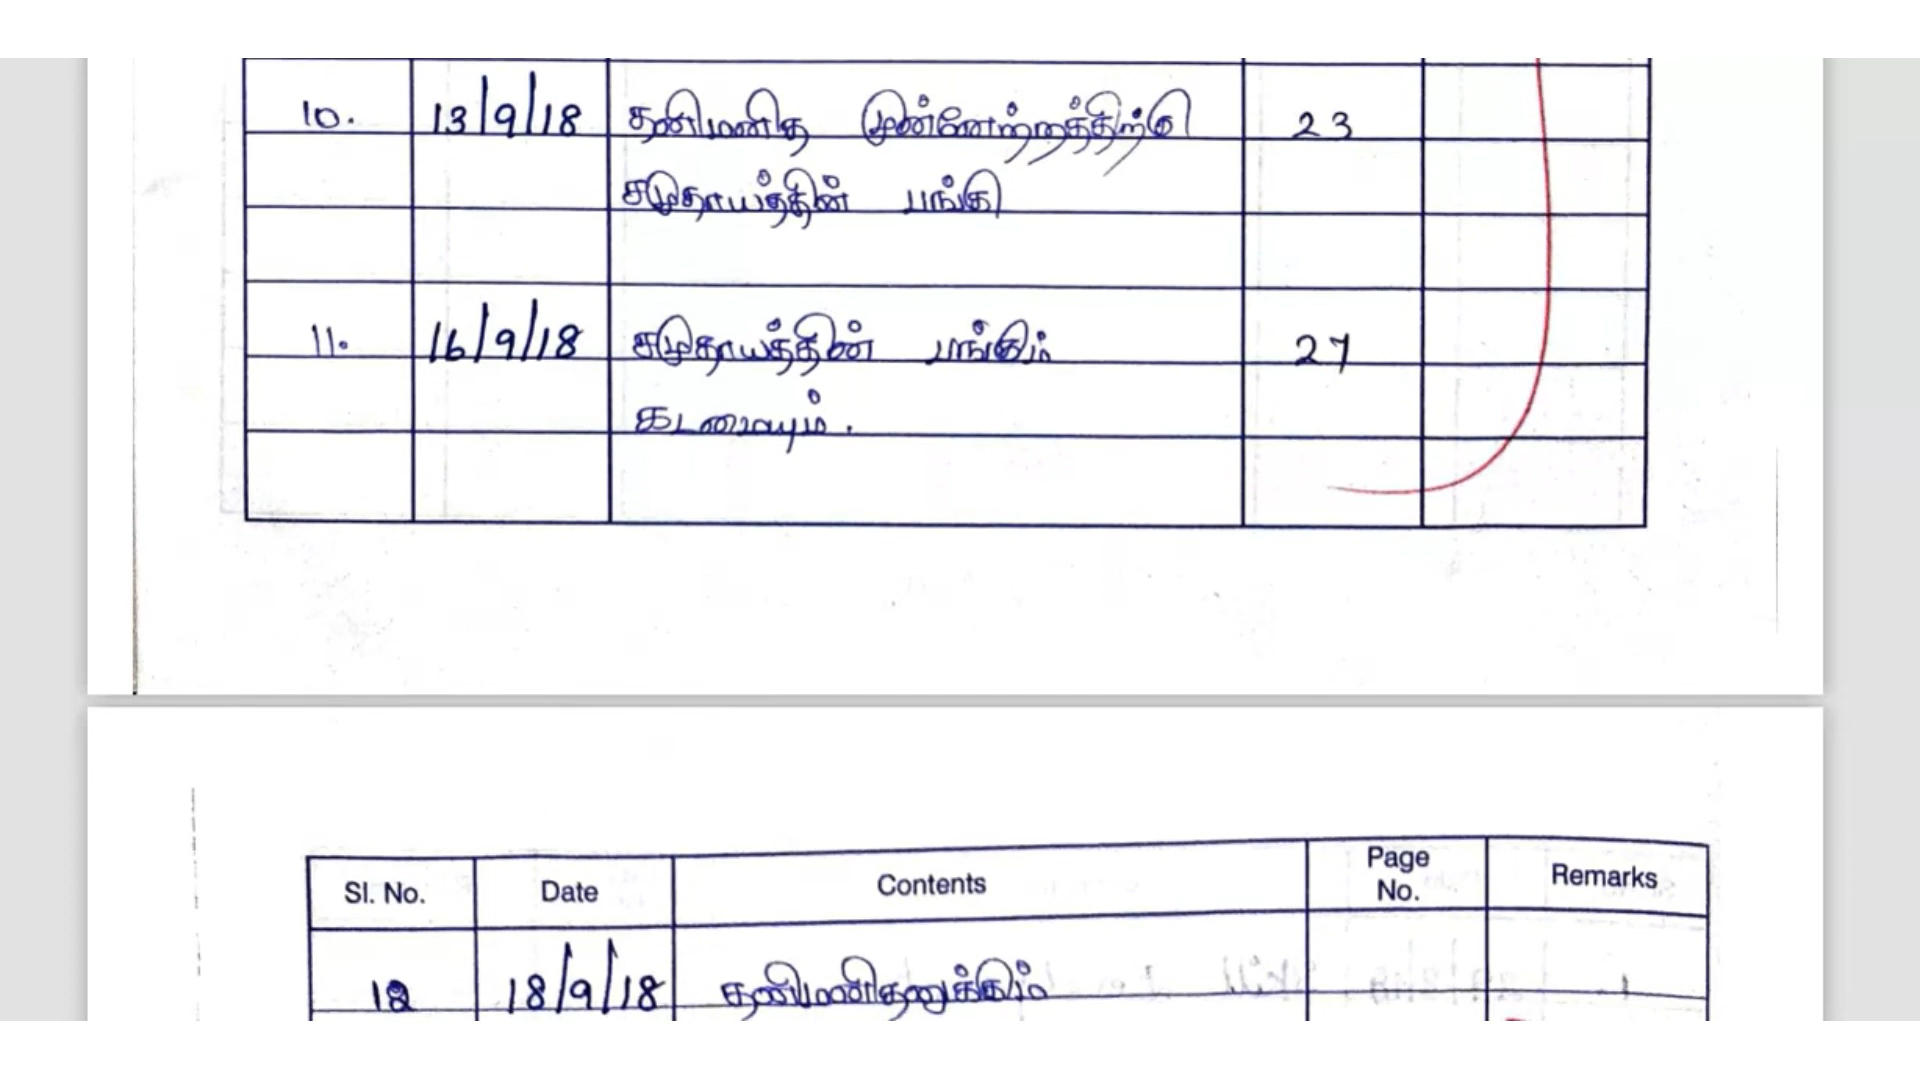 10. 13/9/18 தனிமனித முன்னேற்றத்திற்கு 23
சமுதாயத்தின் பங்கு
11. 16/9/18 சமுதாயத்தின் பங்கும் 27
கடமையும்.
Sl. No. Date Contents Page No. Remarks
12 18/9/18 தனிமனிதனுக்கும்